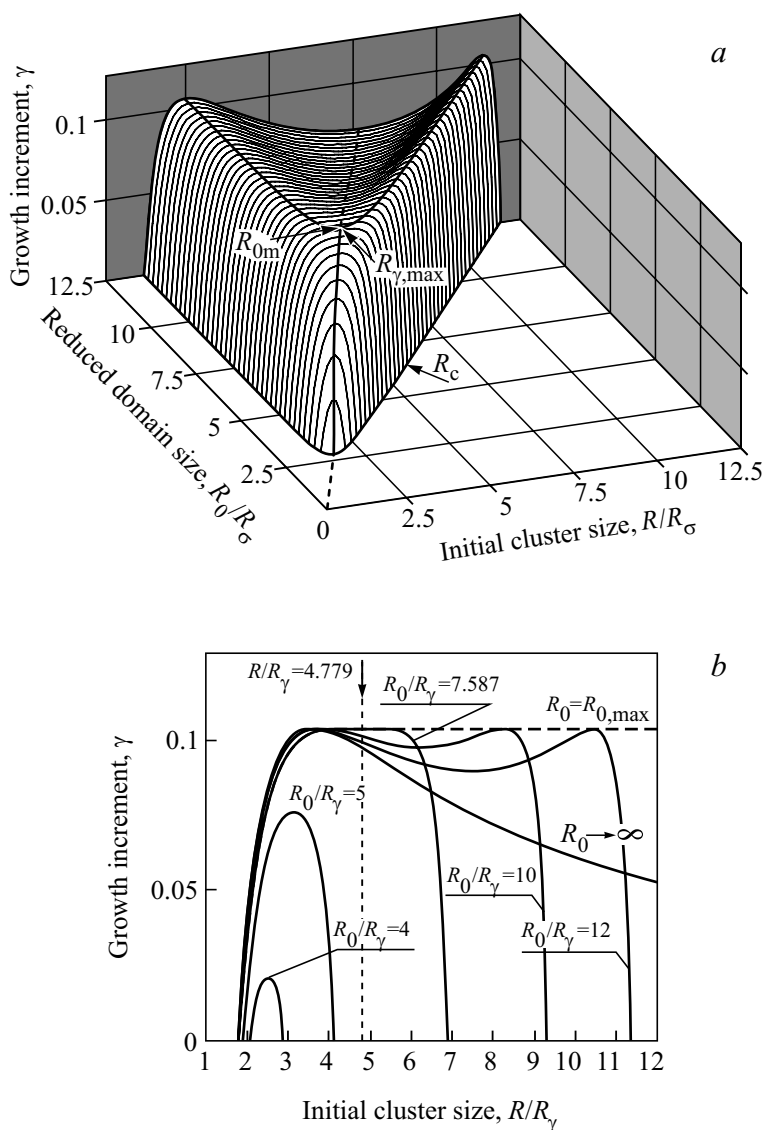 a
Growth increment, γ
0.1
0.05
12.5
10
7.5
5
2.5
0
Reduced domain size, R₀/Rσ
R₀ₘ
Rγ,max
R_c
2.5
5
7.5
10
12.5
Initial cluster size, R/Rσ
b
R/Rγ=4.779
R₀/Rγ=7.587
R₀=R₀,max
0.1
R₀/Rγ=5
R₀→∞
R₀/Rγ=10
0.05
R₀/Rγ=4
R₀/Rγ=12
Growth increment, γ
0
1 2 3 4 5 6 7 8 9 10 11 12
Initial cluster size, R/Rγ